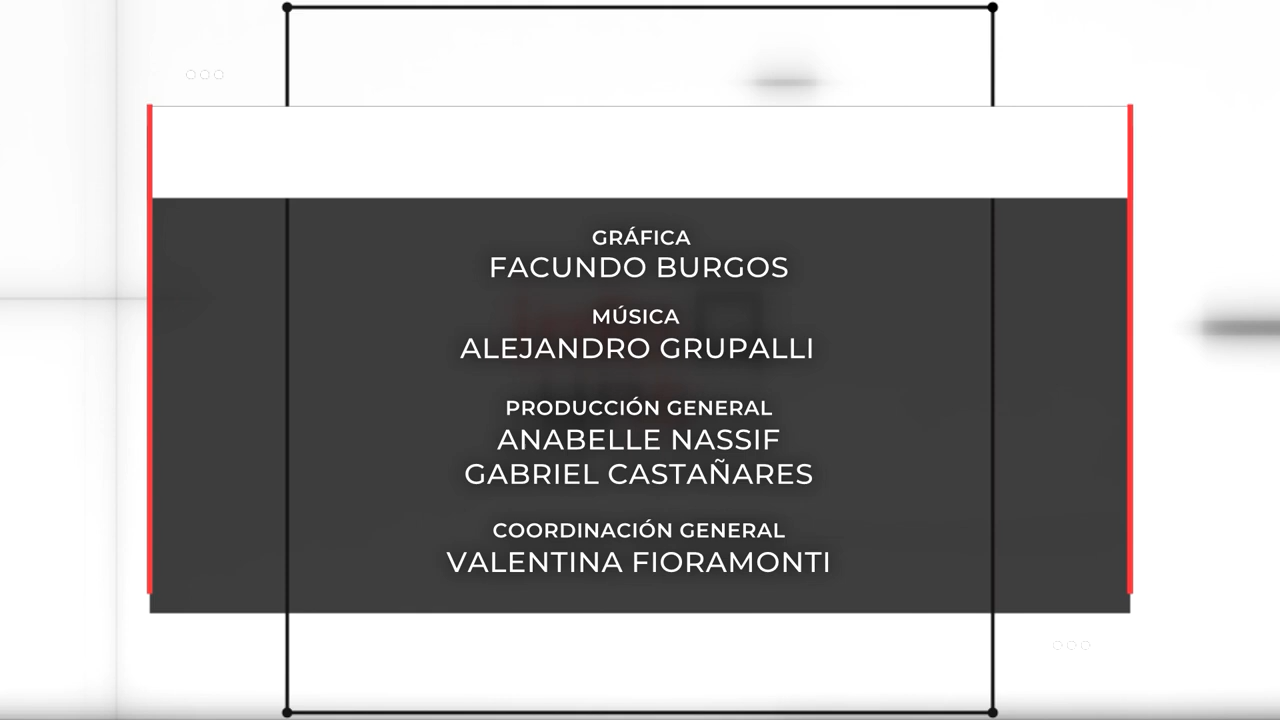 GRÁFICA
FACUNDO BURGOS
MÚSICA
ALEJANDRO GRUPALLI
PRODUCCIÓN GENERAL
ANABELLE NASSIF
GABRIEL CASTAÑARES
COORDINACIÓN GENERAL
VALENTINA FIORAMONTI